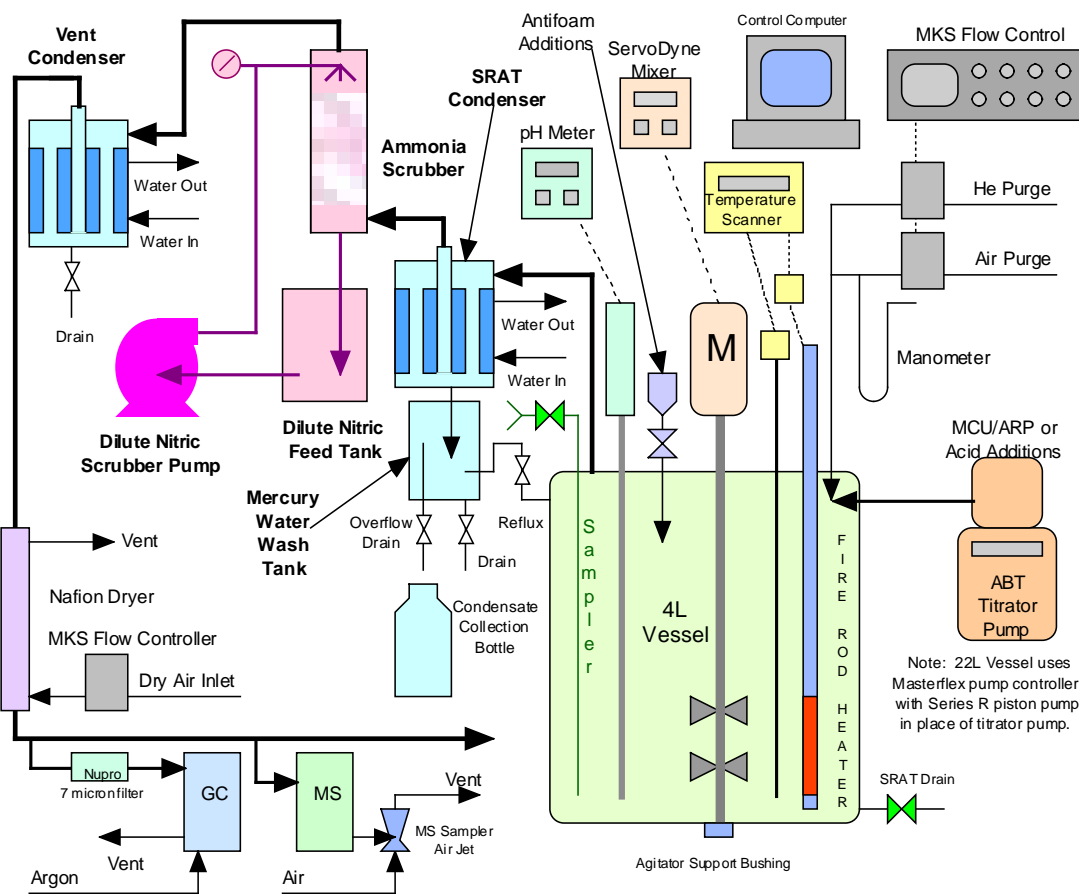 Vent
Condenser
Antifoam
Additions
ServoDyne
Mixer
Control Computer
MKS Flow Control
SRAT
Condenser
pH Meter
Ammonia
Scrubber
Water Out
Water In
Drain
Temperature
Scanner
He Purge
Air Purge
Manometer
Water Out
Water In
M
Dilute Nitric
Scrubber Pump
Dilute Nitric
Feed Tank
MCU/ARP or
Acid Additions
Mercury
Water
Wash
Tank
Overflow
Drain
Drain
Reflux
Sampler
4L
Vessel
FIRE ROD HEATER
ABT
Titrator
Pump
Note: 22L Vessel uses
Masterflex pump controller
with Series R piston pump
in place of titrator pump.
Vent
Nafion Dryer
MKS Flow Controller
Dry Air Inlet
Condensate
Collection
Bottle
Nupro
7 micron filter
GC
MS
Vent
MS Sampler
Air Jet
Vent
Argon
Air
SRAT Drain
Agitator Support Bushing